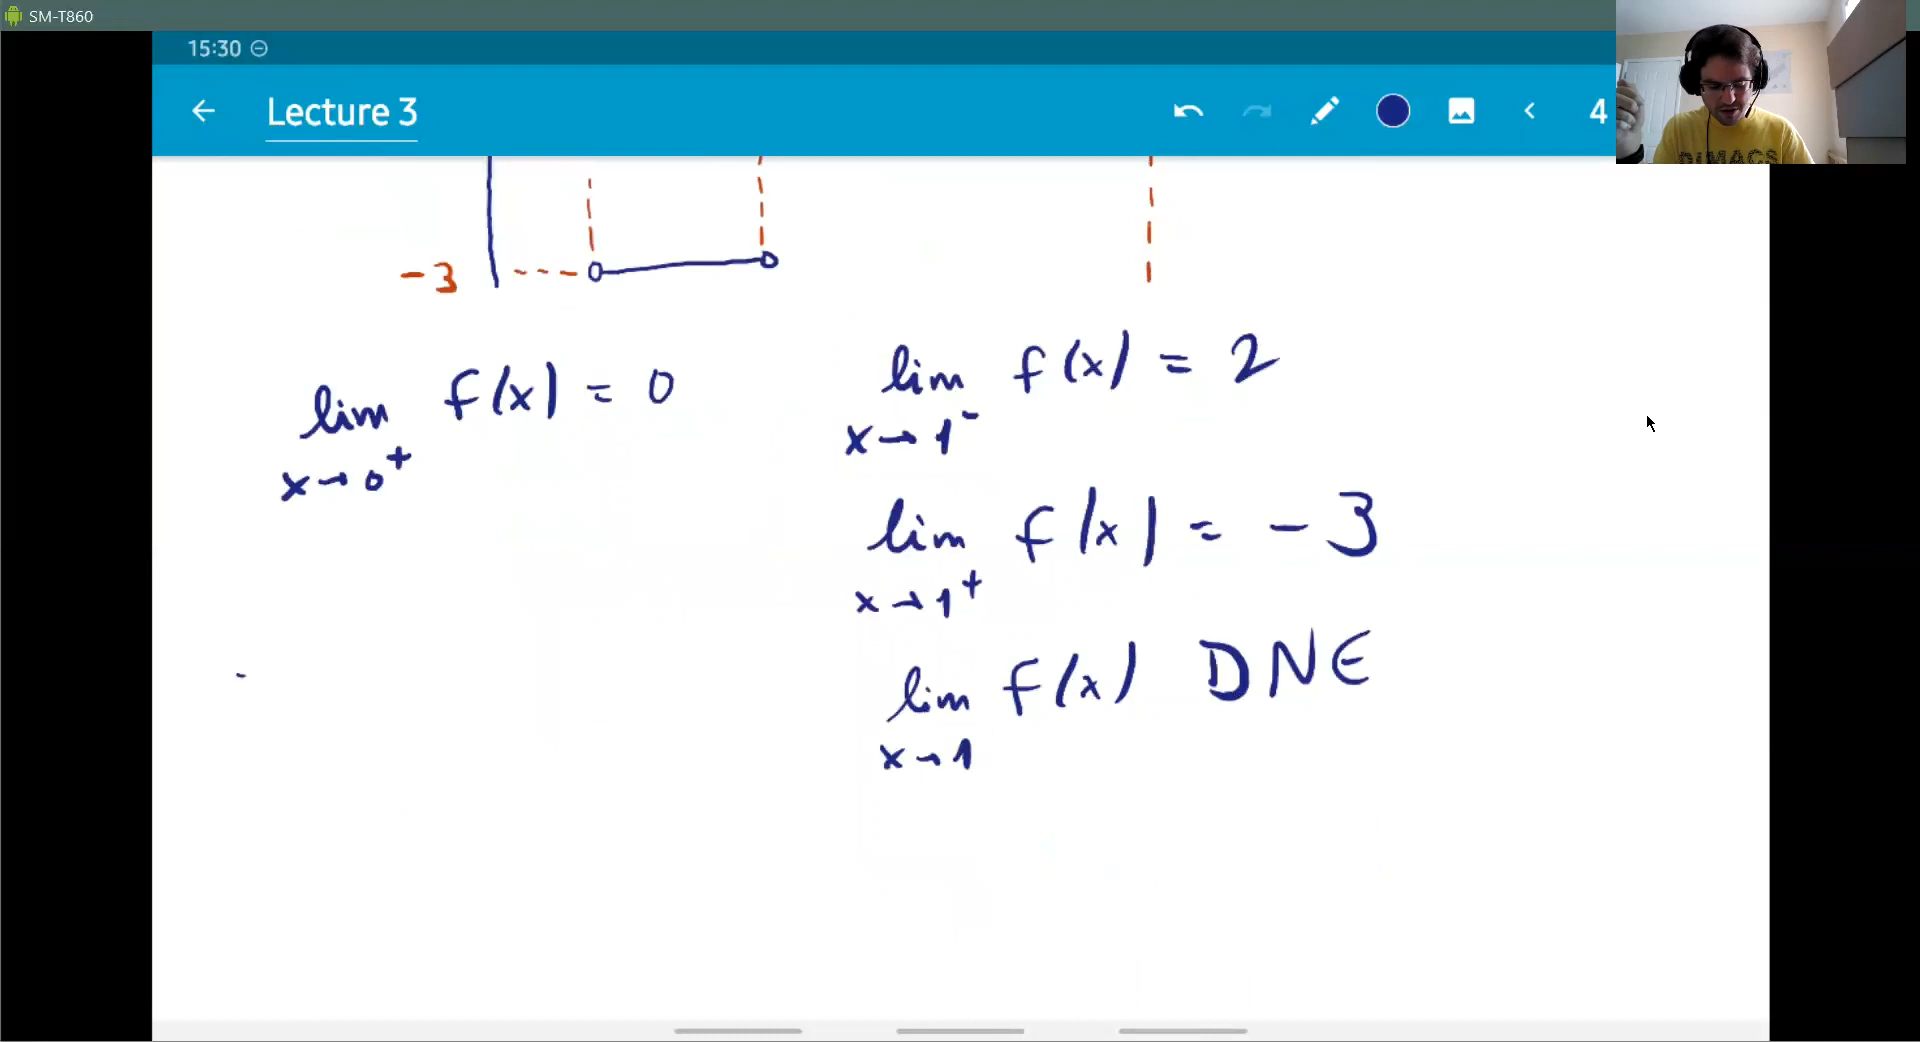 SM-T860
15:30
Lecture 3
4
DIMACS
-3
lim f(x) = 0
x→0⁺
lim f(x) = 2
x→1⁻
lim f(x) = -3
x→1⁺
lim f(x) DNE
x→1